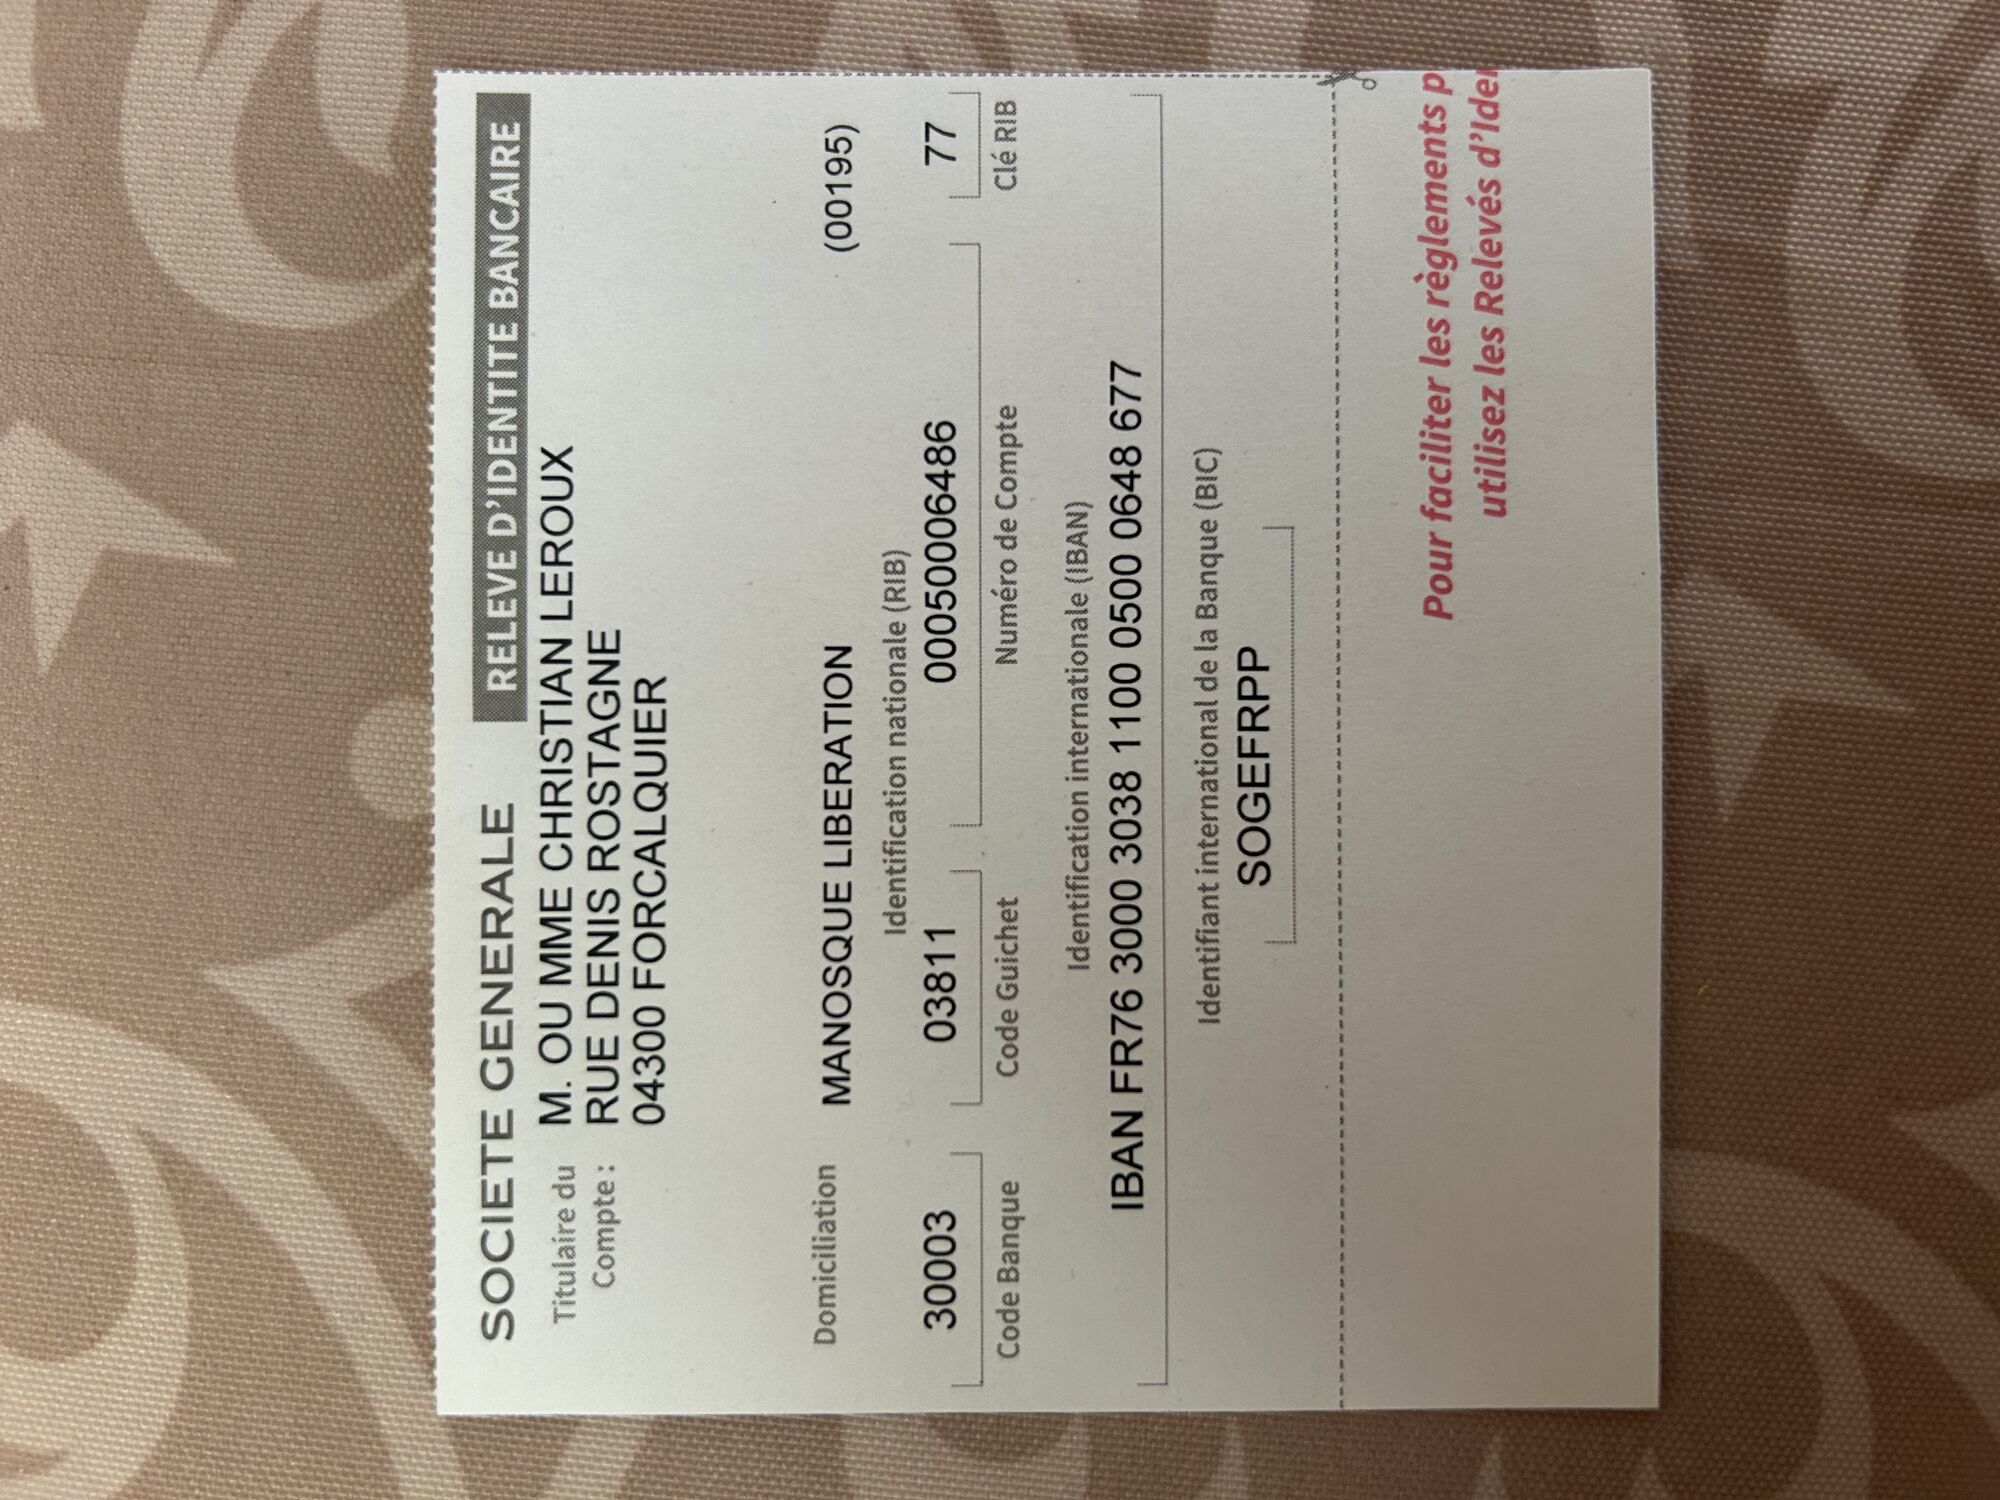 SOCIETE GENERALE RELEVE D'IDENTITE BANCAIRE
Titulaire du M. OU MME CHRISTIAN LEROUX
Compte : RUE DENIS ROSTAGNE
04300 FORCALQUIER
Domiciliation MANOSQUE LIBERATION (00195)
Identification nationale (RIB)
30003 03811 00050006486 77
Code Banque Code Guichet Numéro de Compte Clé RIB
Identification internationale (IBAN)
IBAN FR76 3000 3038 1100 0500 0648 677
Identifiant international de la Banque (BIC)
SOGEFRPP
Pour faciliter les règlements p
utilisez les Relevés d'Iden